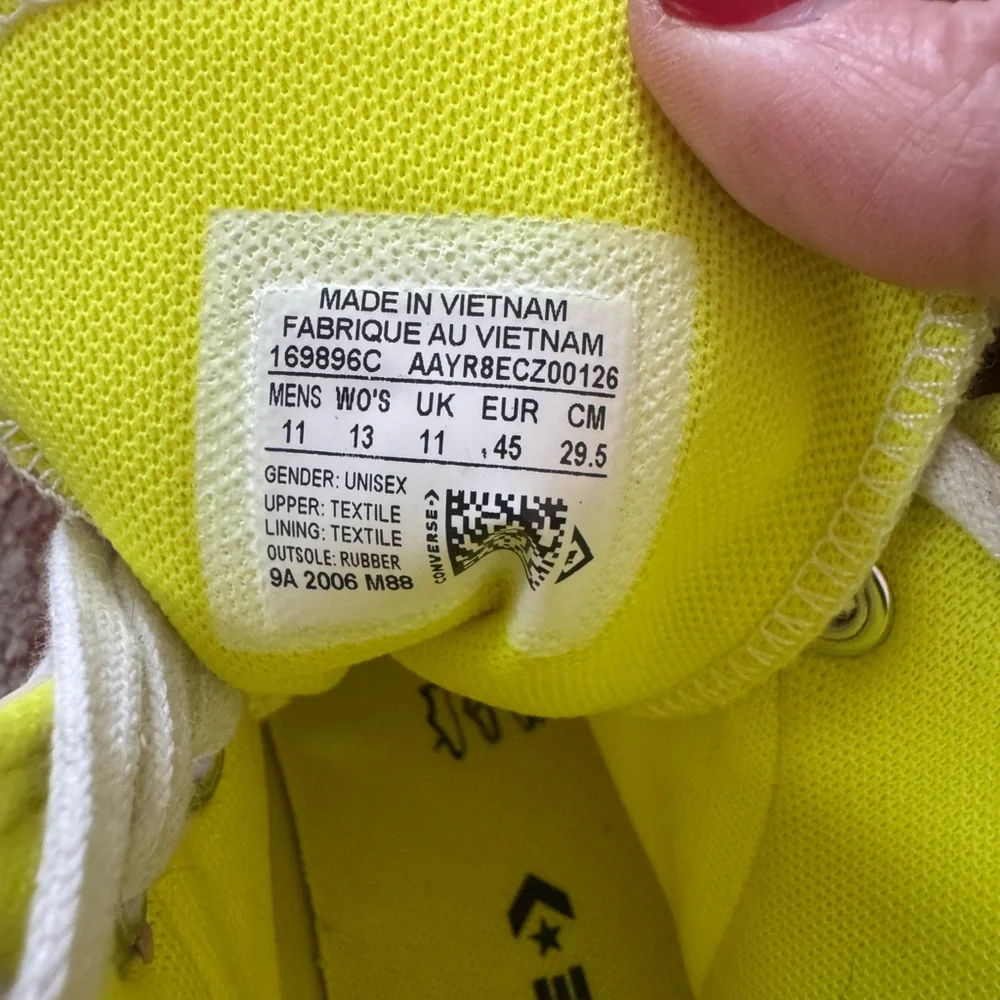 MADE IN VIETNAM
FABRIQUE AU VIETNAM
169896C AAYR8ECZ00126
MENS WO'S UK EUR CM
11 13 11 45 29.5
GENDER: UNISEX
UPPER: TEXTILE
LINING: TEXTILE
OUTSOLE: RUBBER
9A 2006 M88
CONVERSE